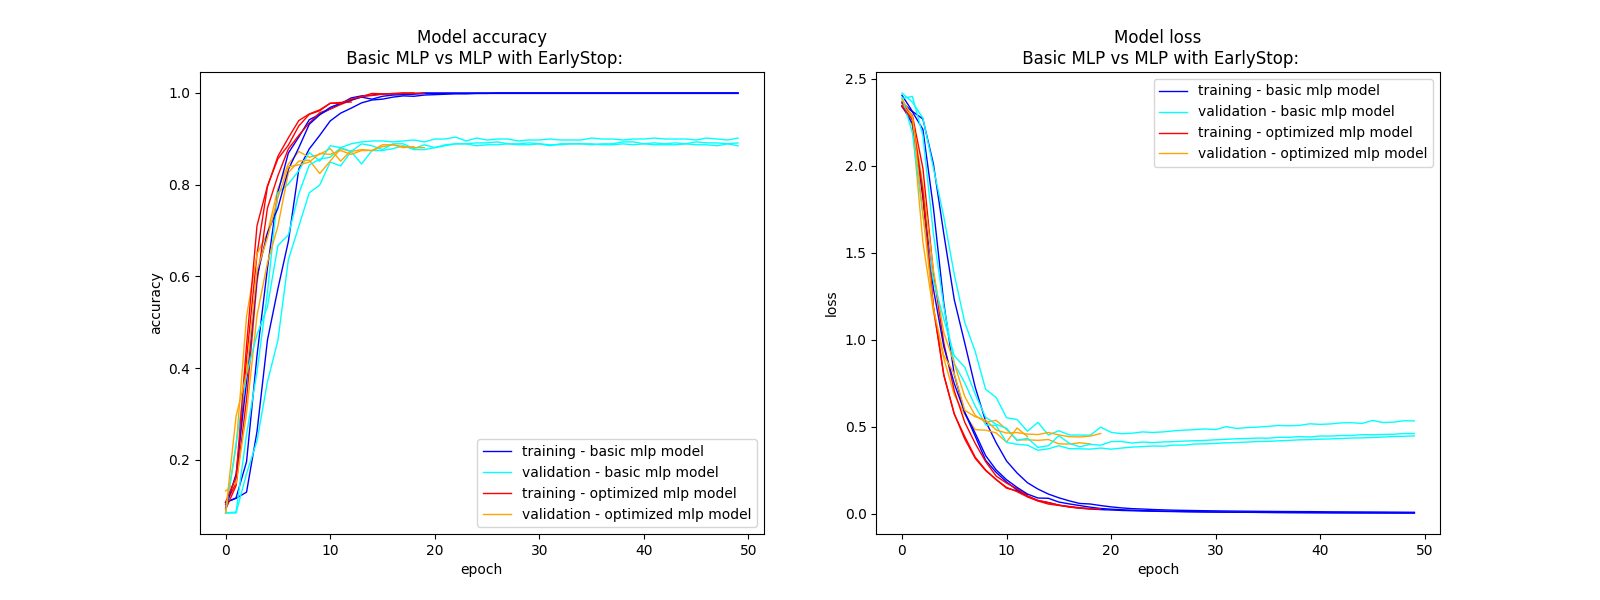 Model accuracy
Basic MLP vs MLP with EarlyStop:
1.0
0.8
0.6
0.4
0.2
accuracy
0
10
20
30
40
50
epoch
training - basic mlp model
validation - basic mlp model
training - optimized mlp model
validation - optimized mlp model
Model loss
Basic MLP vs MLP with EarlyStop:
2.5
2.0
1.5
1.0
0.5
0.0
loss
0
10
20
30
40
50
epoch
training - basic mlp model
validation - basic mlp model
training - optimized mlp model
validation - optimized mlp model